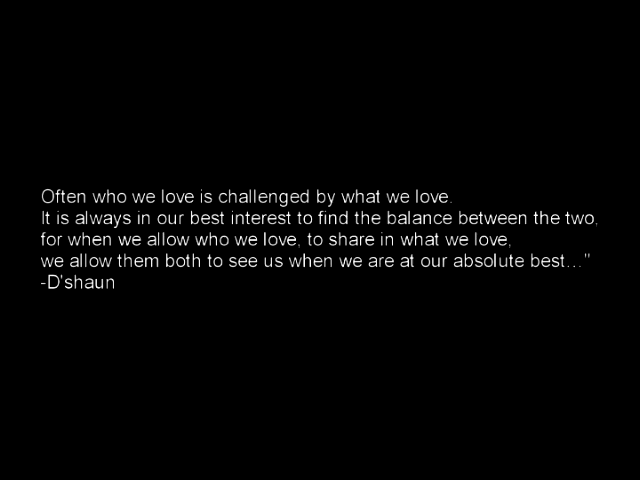 Often who we love is challenged by what we love.
It is always in our best interest to find the balance between the two,
for when we allow who we love, to share in what we love,
we allow them both to see us when we are at our absolute best…"
-D'shaun